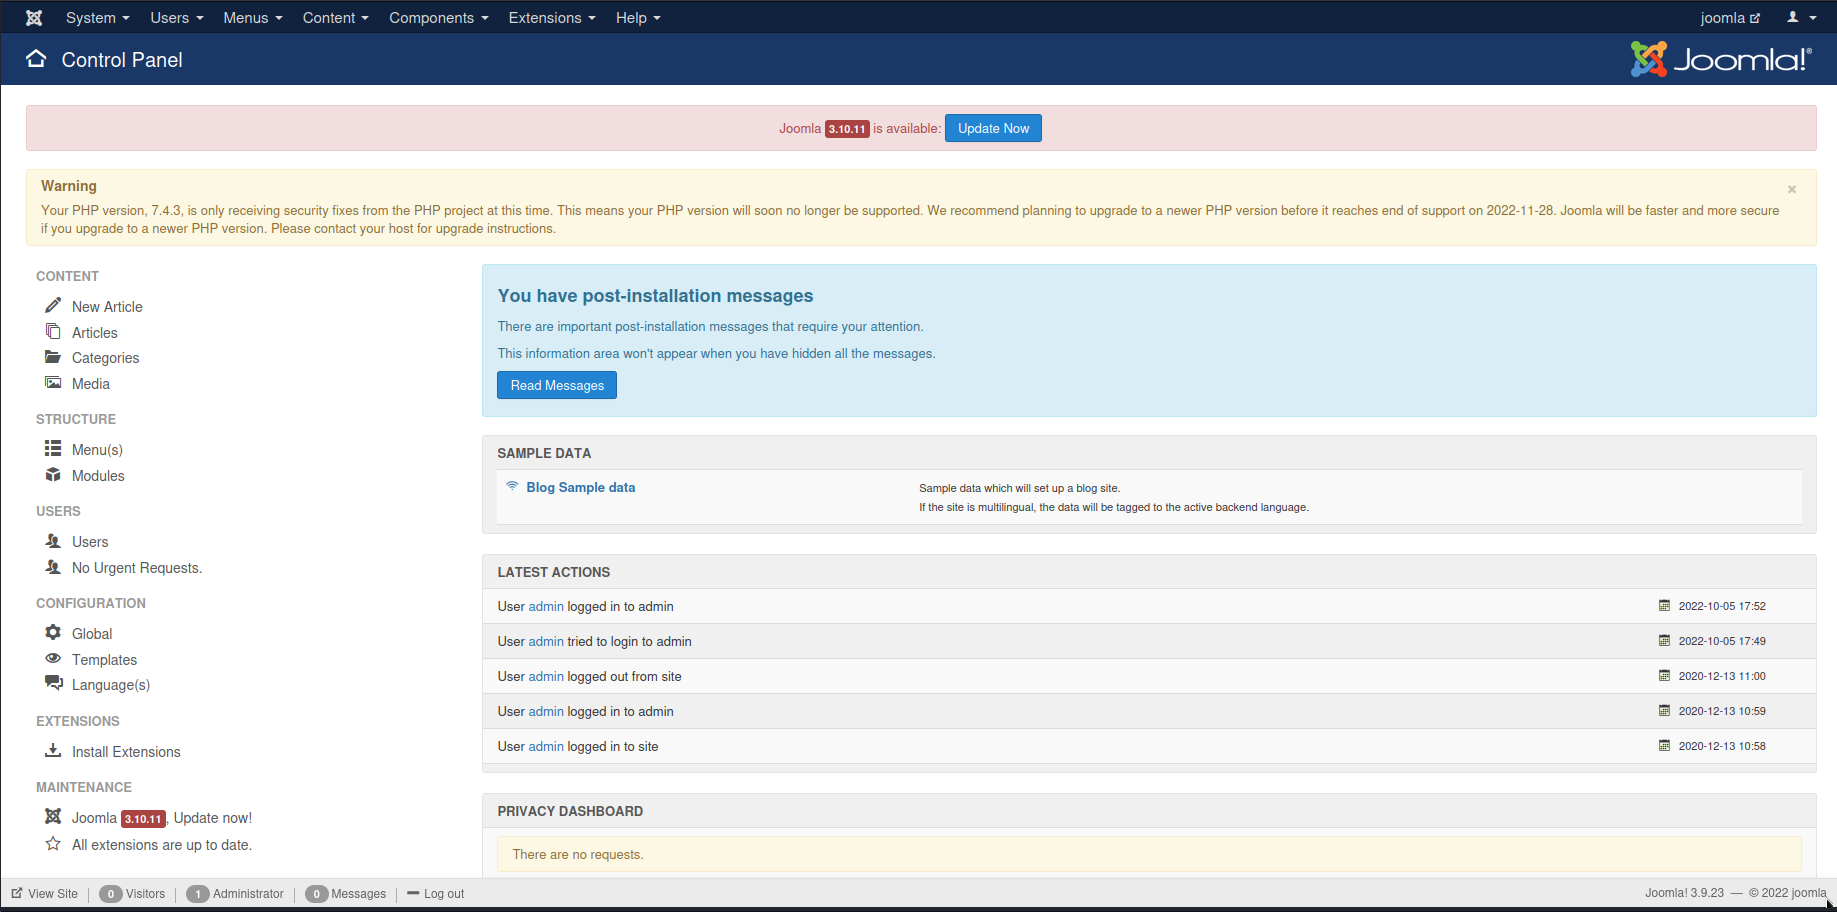 System Users Menus Content Components Extensions Help joomla
Control Panel Joomla!®
Joomla 3.10.11 is available: Update Now
Warning ×
Your PHP version, 7.4.3, is only receiving security fixes from the PHP project at this time. This means your PHP version will soon no longer be supported. We recommend planning to upgrade to a newer PHP version before it reaches end of support on 2022-11-28. Joomla will be faster and more secure
if you upgrade to a newer PHP version. Please contact your host for upgrade instructions.
CONTENT
New Article
Articles
Categories
Media
STRUCTURE
Menu(s)
Modules
USERS
Users
No Urgent Requests.
CONFIGURATION
Global
Templates
Language(s)
EXTENSIONS
Install Extensions
MAINTENANCE
Joomla 3.10.11, Update now!
All extensions are up to date.
You have post-installation messages
There are important post-installation messages that require your attention.
This information area won't appear when you have hidden all the messages.
Read Messages
SAMPLE DATA
Blog Sample data
Sample data which will set up a blog site.
If the site is multilingual, the data will be tagged to the active backend language.
LATEST ACTIONS
User admin logged in to admin 2022-10-05 17:52
User admin tried to login to admin 2022-10-05 17:49
User admin logged out from site 2020-12-13 11:00
User admin logged in to admin 2020-12-13 10:59
User admin logged in to site 2020-12-13 10:58
PRIVACY DASHBOARD
There are no requests.
View Site 0 Visitors 1 Administrator 0 Messages Log out Joomla! 3.9.23 — © 2022 joomla